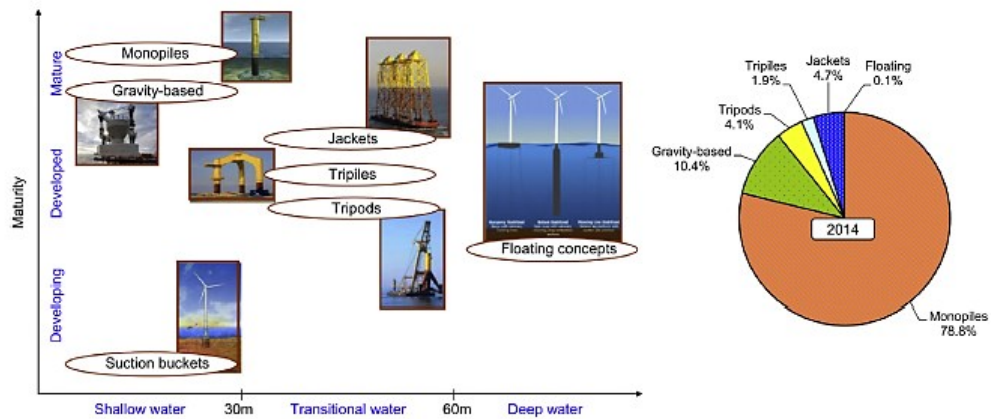 Maturity
Mature
Developed
Developing
Monopiles
Gravity-based
Jackets
Tripiles
Tripods
Floating concepts
Suction buckets
Shallow water
30m
Transitional water
60m
Deep water
Tripiles
1.9%
Jackets
4.7%
Floating
0.1%
Tripods
4.1%
Gravity-based
10.4%
2014
Monopiles
78.8%